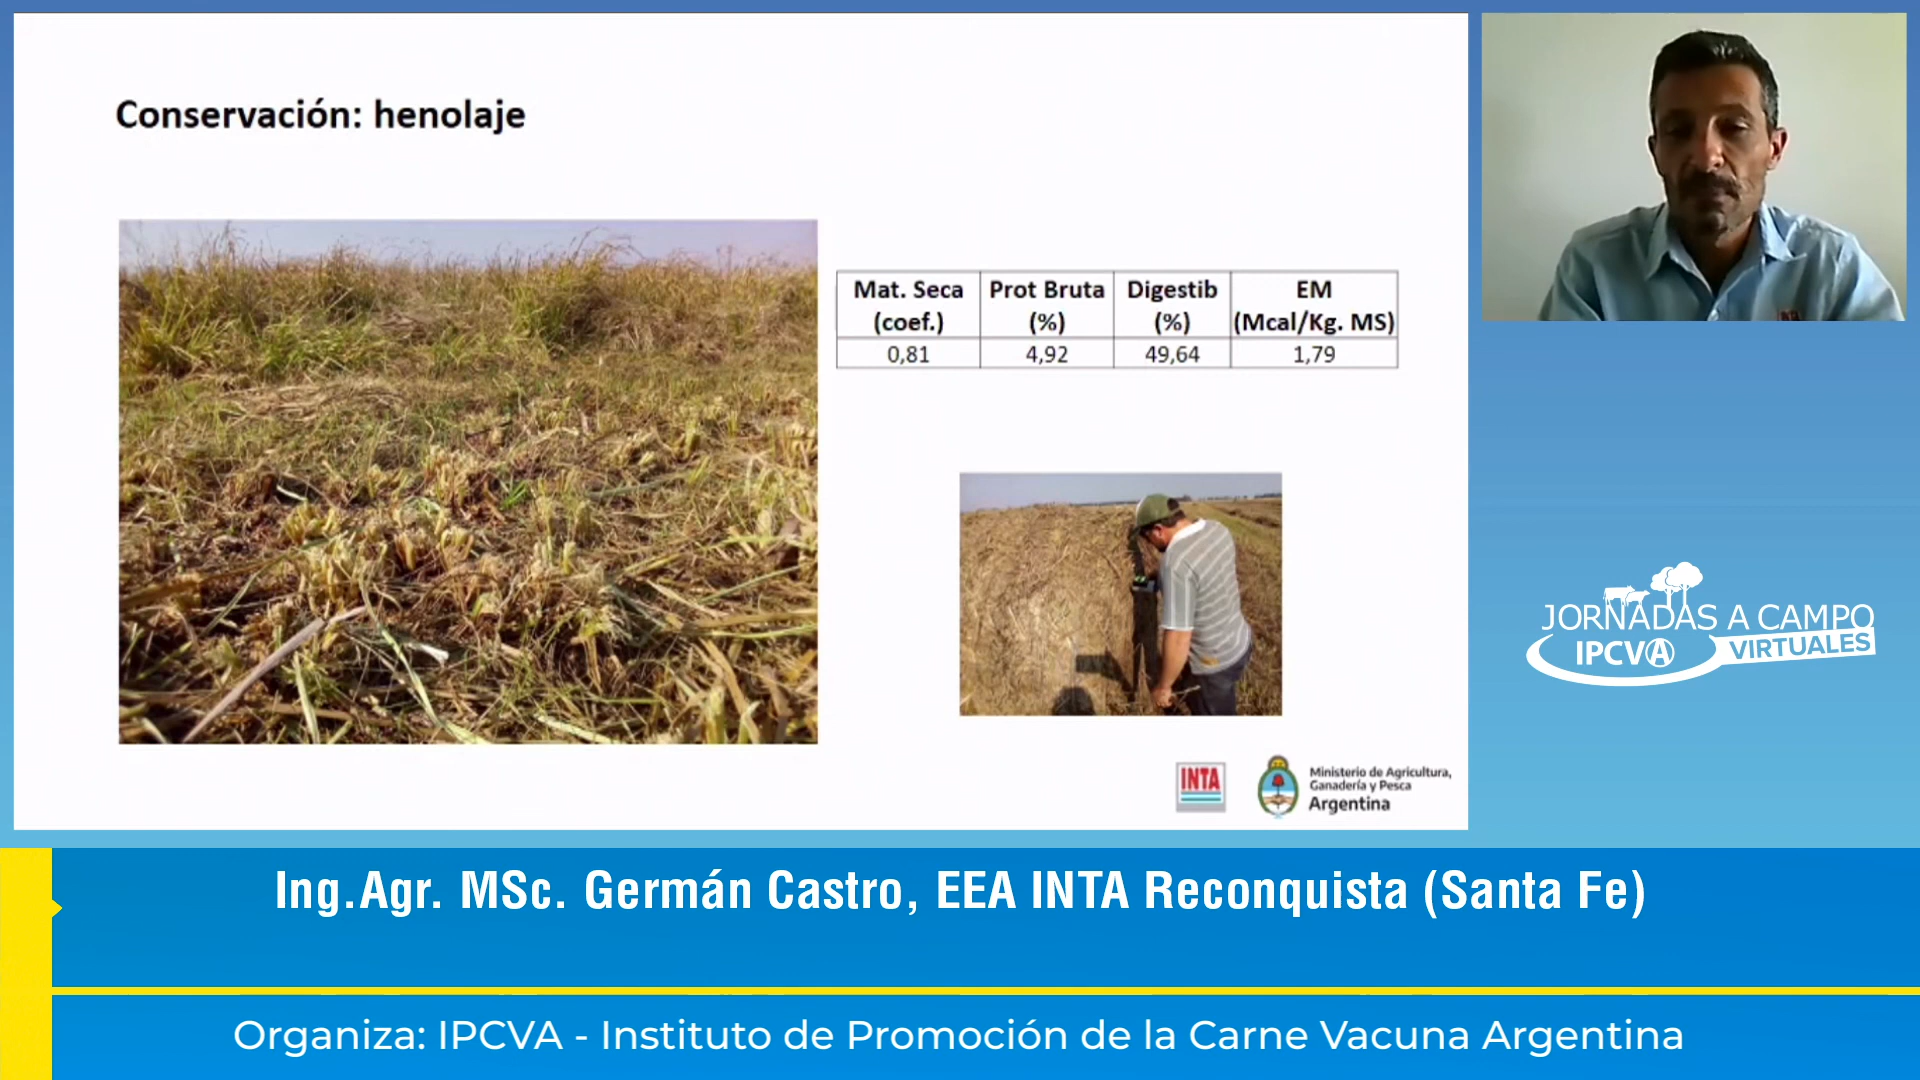 Conservación: henolaje
Mat. Seca (coef.) Prot Bruta (%) Digestib (%) EM (Mcal/Kg. MS)
0,81 4,92 49,64 1,79
INTA
Ministerio de Agricultura,
Ganadería y Pesca
Argentina
JORNADAS A CAMPO
IPCVA VIRTUALES
Ing.Agr. MSc. Germán Castro, EEA INTA Reconquista (Santa Fe)
Organiza: IPCVA - Instituto de Promoción de la Carne Vacuna Argentina